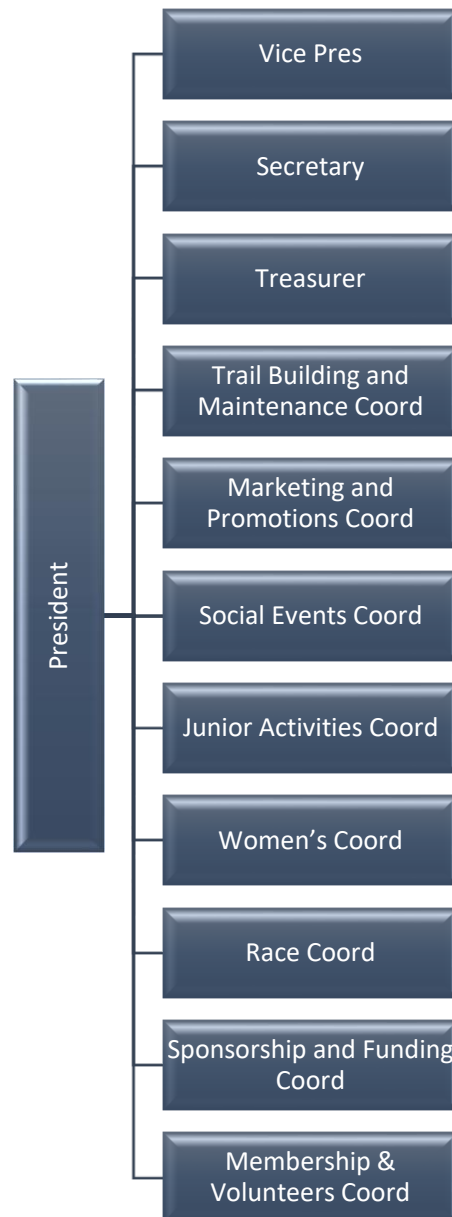 President
Vice Pres
Secretary
Treasurer
Trail Building and
Maintenance Coord
Marketing and
Promotions Coord
Social Events Coord
Junior Activities Coord
Women’s Coord
Race Coord
Sponsorship and Funding
Coord
Membership &
Volunteers Coord